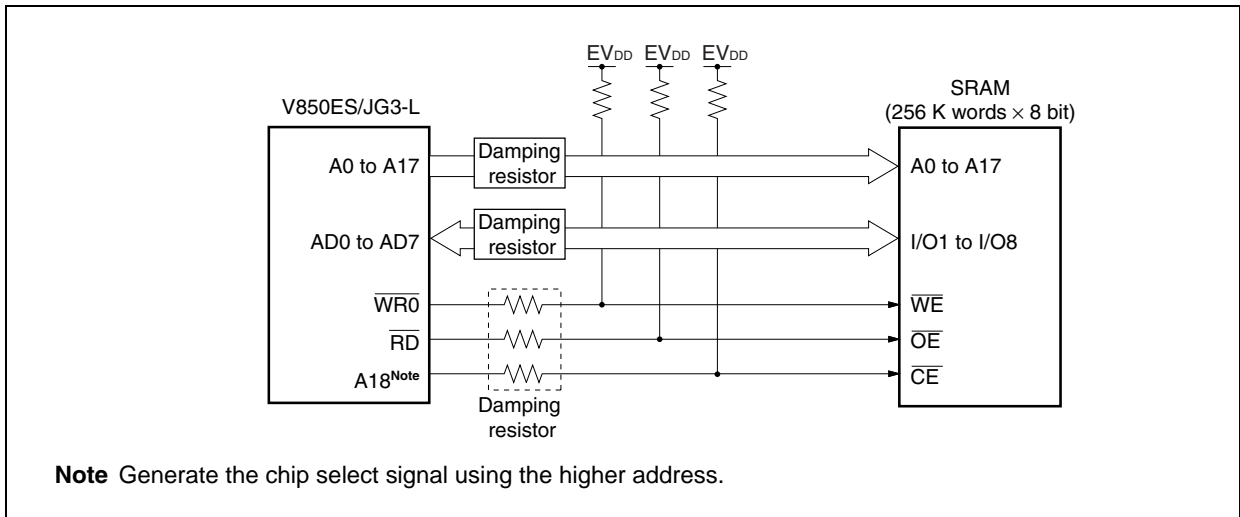 EVDD EVDD EVDD
V850ES/JG3-L
SRAM
(256 K words × 8 bit)
A0 to A17
Damping
resistor
A0 to A17
AD0 to AD7
Damping
resistor
I/O1 to I/O8
WR0
WE
RD
OE
A18Note
CE
Damping
resistor
Note Generate the chip select signal using the higher address.